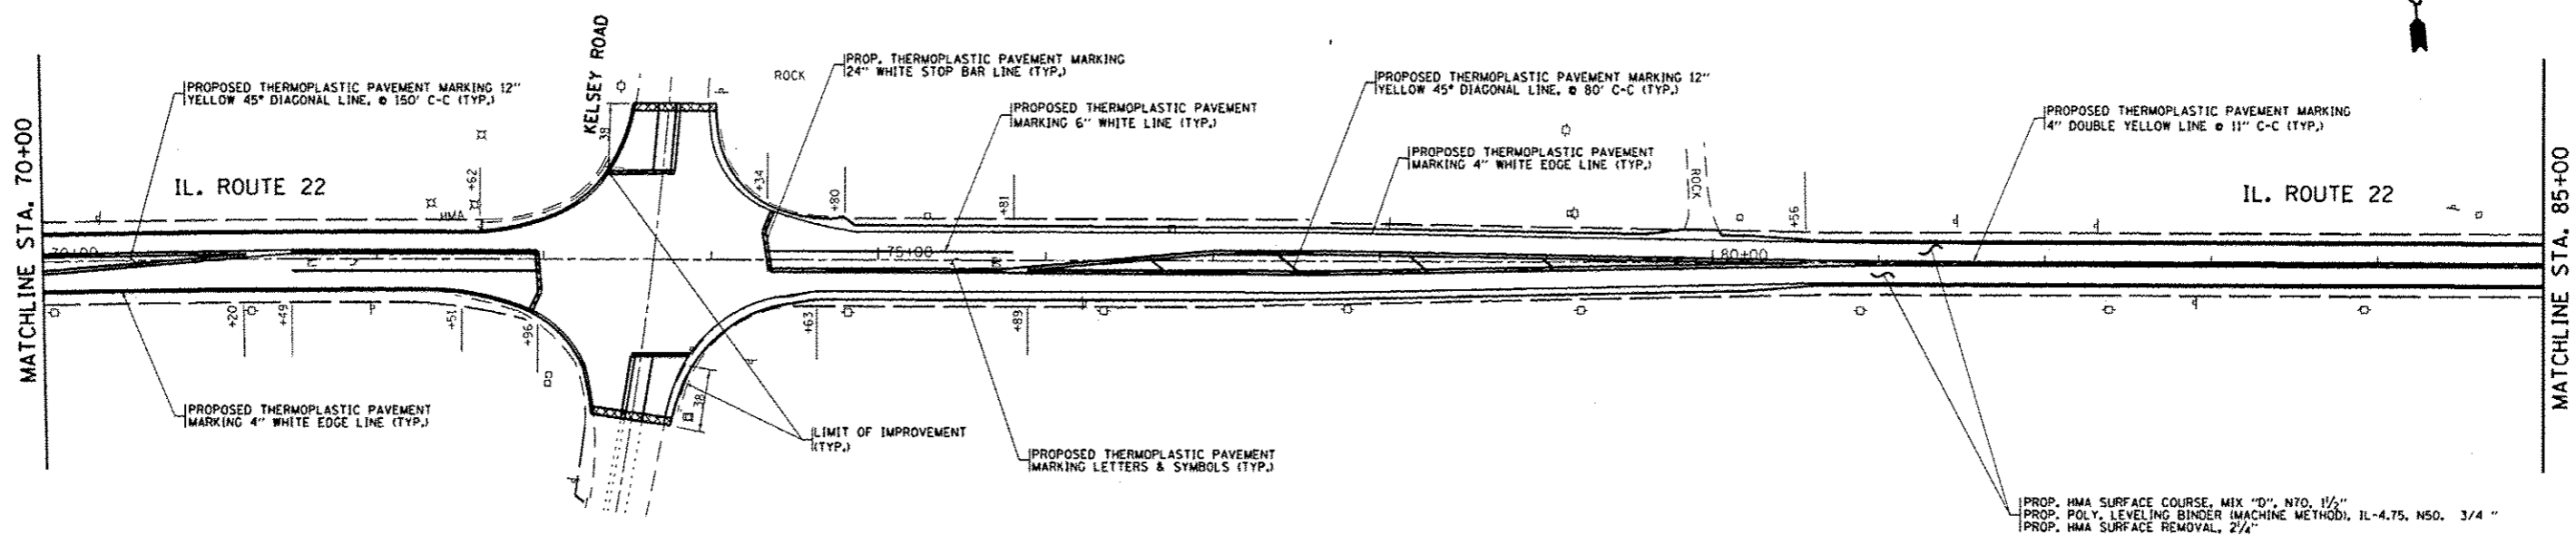 KELSEY ROAD
PROPOSED THERMOPLASTIC PAVEMENT MARKING 12"
YELLOW 45° DIAGONAL LINE, @ 150' C-C (TYP.)
PROP. THERMOPLASTIC PAVEMENT MARKING
24" WHITE STOP BAR LINE (TYP.)
ROCK
PROPOSED THERMOPLASTIC PAVEMENT
MARKING 6" WHITE LINE (TYP.)
PROPOSED THERMOPLASTIC PAVEMENT MARKING 12"
YELLOW 45° DIAGONAL LINE, @ 80' C-C (TYP.)
PROPOSED THERMOPLASTIC PAVEMENT
MARKING 4" WHITE EDGE LINE (TYP.)
PROPOSED THERMOPLASTIC PAVEMENT MARKING
4" DOUBLE YELLOW LINE @ 11" C-C (TYP.)
MATCHLINE STA. 70+00
IL. ROUTE 22
+62
HMA
38
+34
+80
+81
ROCK
+56
IL. ROUTE 22
MATCHLINE STA. 85+00
70+00
75+00
80+00
+20
+49
+51
+96
+63
+89
38
PROPOSED THERMOPLASTIC PAVEMENT
MARKING 4" WHITE EDGE LINE (TYP.)
LIMIT OF IMPROVEMENT
(TYP.)
PROPOSED THERMOPLASTIC PAVEMENT
MARKING LETTERS & SYMBOLS (TYP.)
PROP. HMA SURFACE COURSE, MIX "D", N70, 1½"
PROP. POLY. LEVELING BINDER (MACHINE METHOD), IL-4.75, N50, 3/4 "
PROP. HMA SURFACE REMOVAL, 2¼"